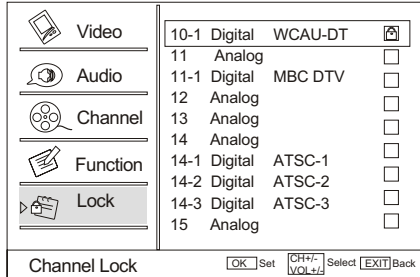 Video
Audio
Channel
Function
Lock
10-1 Digital WCAU-DT
11 Analog
11-1 Digital MBC DTV
12 Analog
13 Analog
14 Analog
14-1 Digital ATSC-1
14-2 Digital ATSC-2
14-3 Digital ATSC-3
15 Analog
Channel Lock
OK Set CH+/- VOL+/- Select EXIT Back